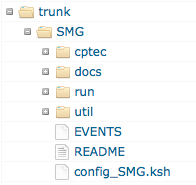 trunk
SMG
cptec
docs
run
util
EVENTS
README
config_SMG.ksh